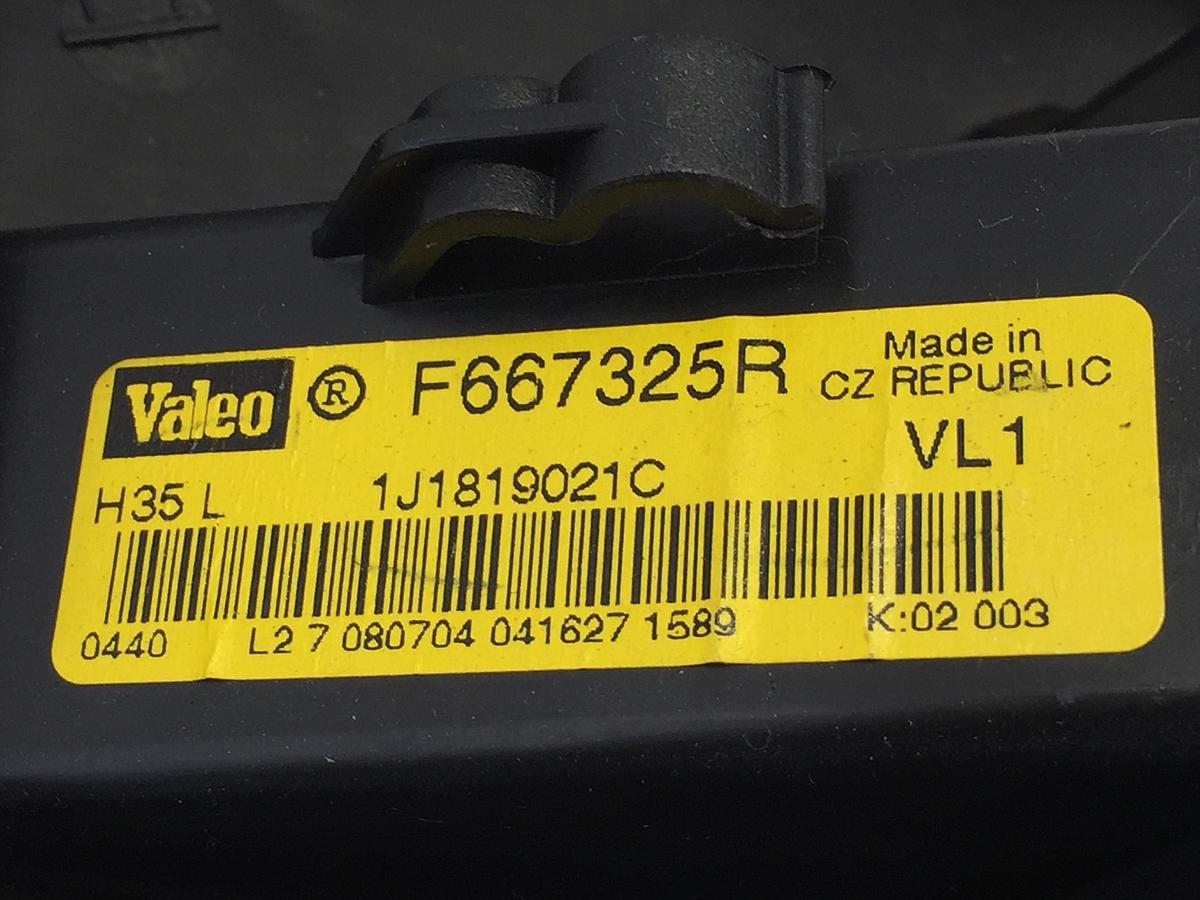 Valeo ® F667325R Made in
CZ REPUBLIC
VL1
H35 L 1J1819021C
0440 L2 7 080704 041627 1589 K:02 003